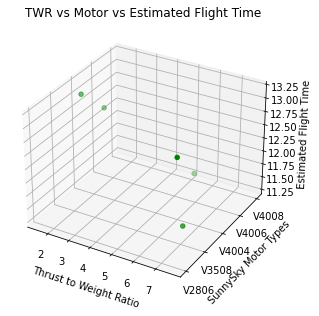 TWR vs Motor vs Estimated Flight Time
13.25
13.00
12.75
12.50
12.25
12.00
11.75
11.50
11.25
Estimated Flight Time
V4008
V4006
V4004
V3508
V2806
SunnySky Motor Types
2 3 4 5 6 7
Thrust to Weight Ratio